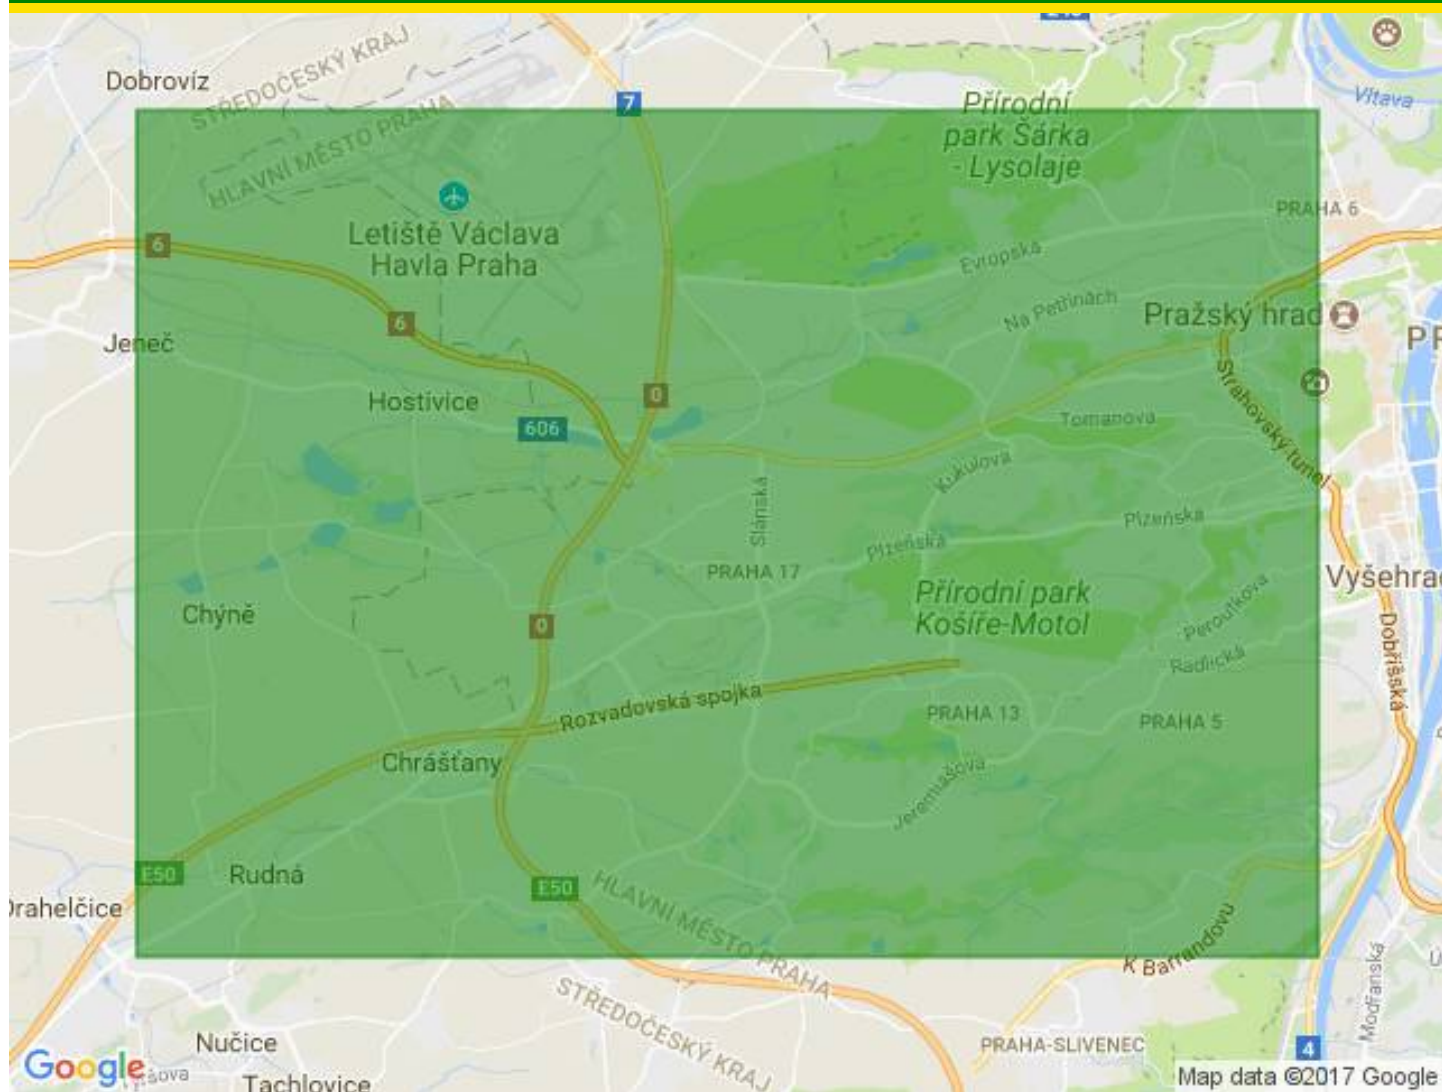 Dobrovíz
STŘEDOČESKÝ KRAJ
HLAVNÍ MĚSTO PRAHA
7
Přírodní
park Šárka
- Lysolaje
Vltava
PRAHA 6
6
Letiště Václava
Havla Praha
Evropská
6
Na Petřinách
Pražský hrad
Jeneč
0
Hostivice
606
Tomanova
Strahovský tunel
Kukulova
Slánská
Plzeňská
Plzeňská
PRAHA 17
Přírodní park
Košíře-Motol
Chýně
0
Peroutkova
Radlická
Dobříšská
Rozvadovská spojka
PRAHA 13
PRAHA 5
Chrášťany
Jeremiášova
E50
Rudná
E50
HLAVNÍ MĚSTO PRAHA
K Barrandovu
STŘEDOČESKÝ KRAJ
Modřanská
Nučice
PRAHA-SLIVENEC
4
Google
Tachlovice
Map data ©2017 Google